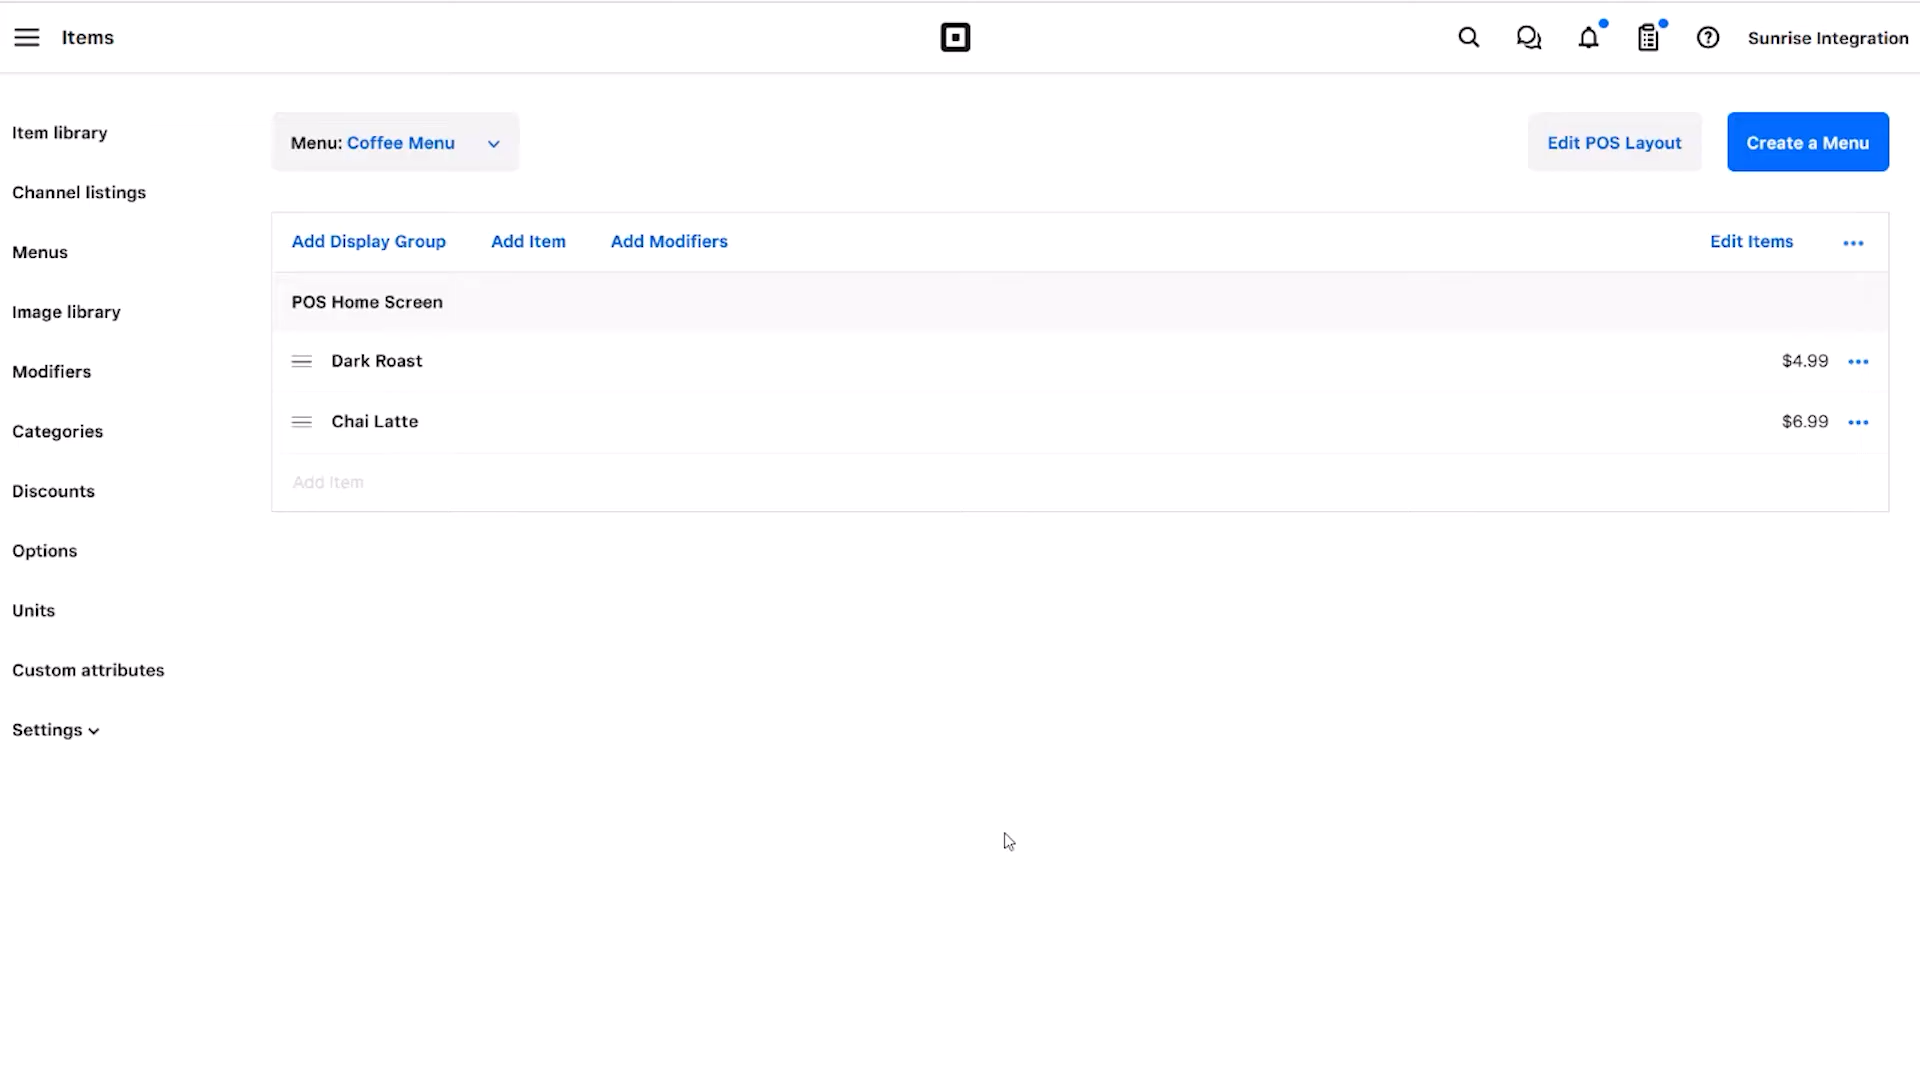 Items
Sunrise Integration
Item library
Channel listings
Menus
Image library
Modifiers
Categories
Discounts
Options
Units
Custom attributes
Settings
Menu: Coffee Menu
Edit POS Layout
Create a Menu
Add Display Group Add Item Add Modifiers Edit Items
POS Home Screen
Dark Roast $4.99
Chai Latte $6.99
Add Item